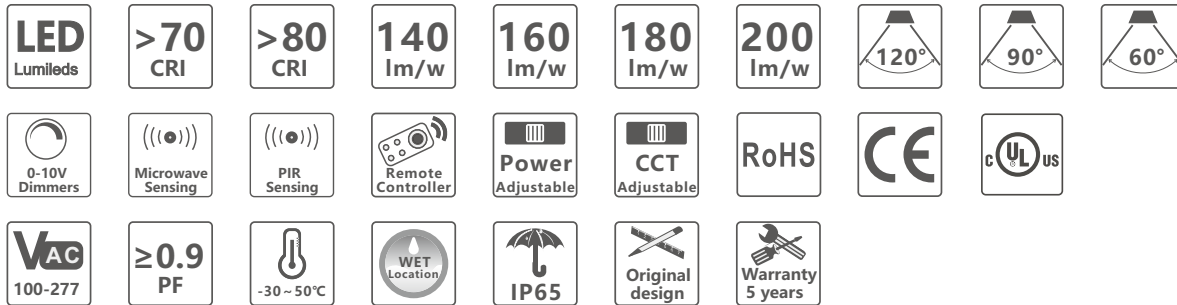 LED
Lumileds
>70
CRI
>80
CRI
140
lm/w
160
lm/w
180
lm/w
200
lm/w
120°
90°
60°
0-10V
Dimmers
Microwave
Sensing
PIR
Sensing
Remote
Controller
Power
Adjustable
CCT
Adjustable
RoHS
CE
C UL US
®
VAC
100-277
≥0.9
PF
-30~50℃
WET
Location
IP65
Original
design
Warranty
5 years